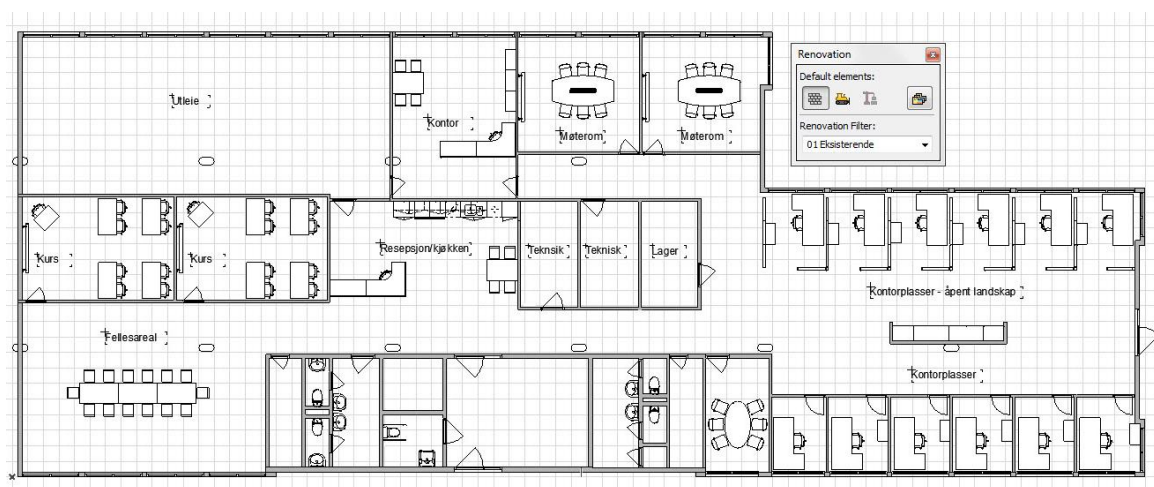 Utleie
Kontor
Møterom
Møterom
Renovation
Default elements:
Renovation Filter:
01 Eksisterende
Kurs
Kurs
Resepsjon/kjøkken
Teknsik
Teknisk
Lager
Kontorplasser - åpent landskap
Fellesareal
Kontorplasser